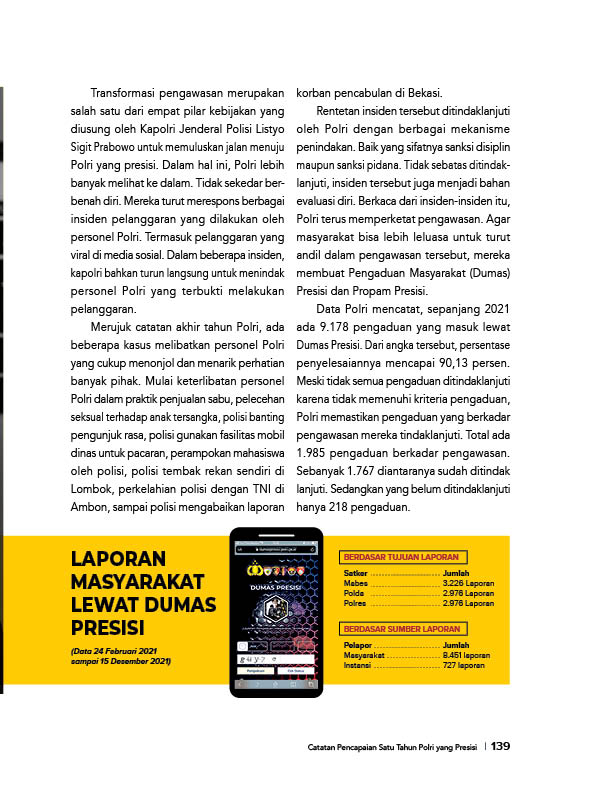 Transformasi pengawasan merupakan
salah satu dari empat pilar kebijakan yang
diusung oleh Kapolri Jenderal Polisi Listyo
Sigit Prabowo untuk memuluskan jalan menuju
Polri yang presisi. Dalam hal ini, Polri lebih
banyak melihat ke dalam. Tidak sekedar ber-
benah diri. Mereka turut merespons berbagai
insiden pelanggaran yang dilakukan oleh
personel Polri. Termasuk pelanggaran yang
viral di media sosial. Dalam beberapa insiden,
kapolri bahkan turun langsung untuk menindak
personel Polri yang terbukti melakukan
pelanggaran.
Merujuk catatan akhir tahun Polri, ada
beberapa kasus melibatkan personel Polri
yang cukup menonjol dan menarik perhatian
banyak pihak. Mulai keterlibatan personel
Polri dalam praktik penjualan sabu, pelecehan
seksual terhadap anak tersangka, polisi banting
pengunjuk rasa, polisi gunakan fasilitas mobil
dinas untuk pacaran, perampokan mahasiswa
oleh polisi, polisi tembak rekan sendiri di
Lombok, perkelahian polisi dengan TNI di
Ambon, sampai polisi mengabaikan laporan
korban pencabulan di Bekasi.
Rentetan insiden tersebut ditindaklanjuti
oleh Polri dengan berbagai mekanisme
penindakan. Baik yang sifatnya sanksi disiplin
maupun sanksi pidana. Tidak sebatas ditindak-
lanjuti, insiden tersebut juga menjadi bahan
evaluasi diri. Berkaca dari insiden-insiden itu,
Polri terus memperketat pengawasan. Agar
masyarakat bisa lebih leluasa untuk turut
andil dalam pengawasan tersebut, mereka
membuat Pengaduan Masyarakat (Dumas)
Presisi dan Propam Presisi.
Data Polri mencatat, sepanjang 2021
ada 9.178 pengaduan yang masuk lewat
Dumas Presisi. Dari angka tersebut, persentase
penyelesaiannya mencapai 90,13 persen.
Meski tidak semua pengaduan ditindaklanjuti
karena tidak memenuhi kriteria pengaduan,
Polri memastikan pengaduan yang berkadar
pengawasan mereka tindaklanjuti. Total ada
1.985 pengaduan berkadar pengawasan.
Sebanyak 1.767 diantaranya sudah ditindak
lanjuti. Sedangkan yang belum ditindaklanjuti
hanya 218 pengaduan.
LAPORAN
MASYARAKAT
LEWAT DUMAS
PRESISI
(Data 24 Februari 2021
sampai 15 Desember 2021)
DUMAS PRESISI
BERDASAR TUJUAN LAPORAN
Satker ........................ Jumlah
Mabes ........................ 3.226 Laporan
Polda ........................ 2.976 Laporan
Polres ........................ 2.976 Laporan
BERDASAR SUMBER LAPORAN
Pelapor ........................ Jumlah
Masyarakat .................... 8.451 laporan
Instansi ........................ 727 laporan
Catatan Pencapaian Satu Tahun Polri yang Presisi | 139